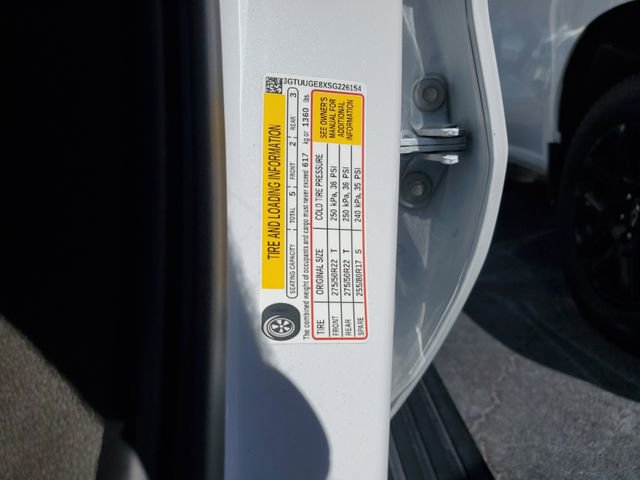 3GTUUGE8XSG226154
TIRE AND LOADING INFORMATION
SEATING CAPACITY TOTAL 5 FRONT 2 REAR 3
The combined weight of occupants and cargo must never exceed 617 kg or 1360 lbs.
TIRE ORIGINAL SIZE COLD TIRE PRESSURE
FRONT 275/50R22 T 250 kPa, 36 PSI
REAR 275/50R22 T 250 kPa, 36 PSI
SPARE 255/80R17 S 240 kPa, 35 PSI
SEE OWNER'S
MANUAL FOR
ADDITIONAL
INFORMATION